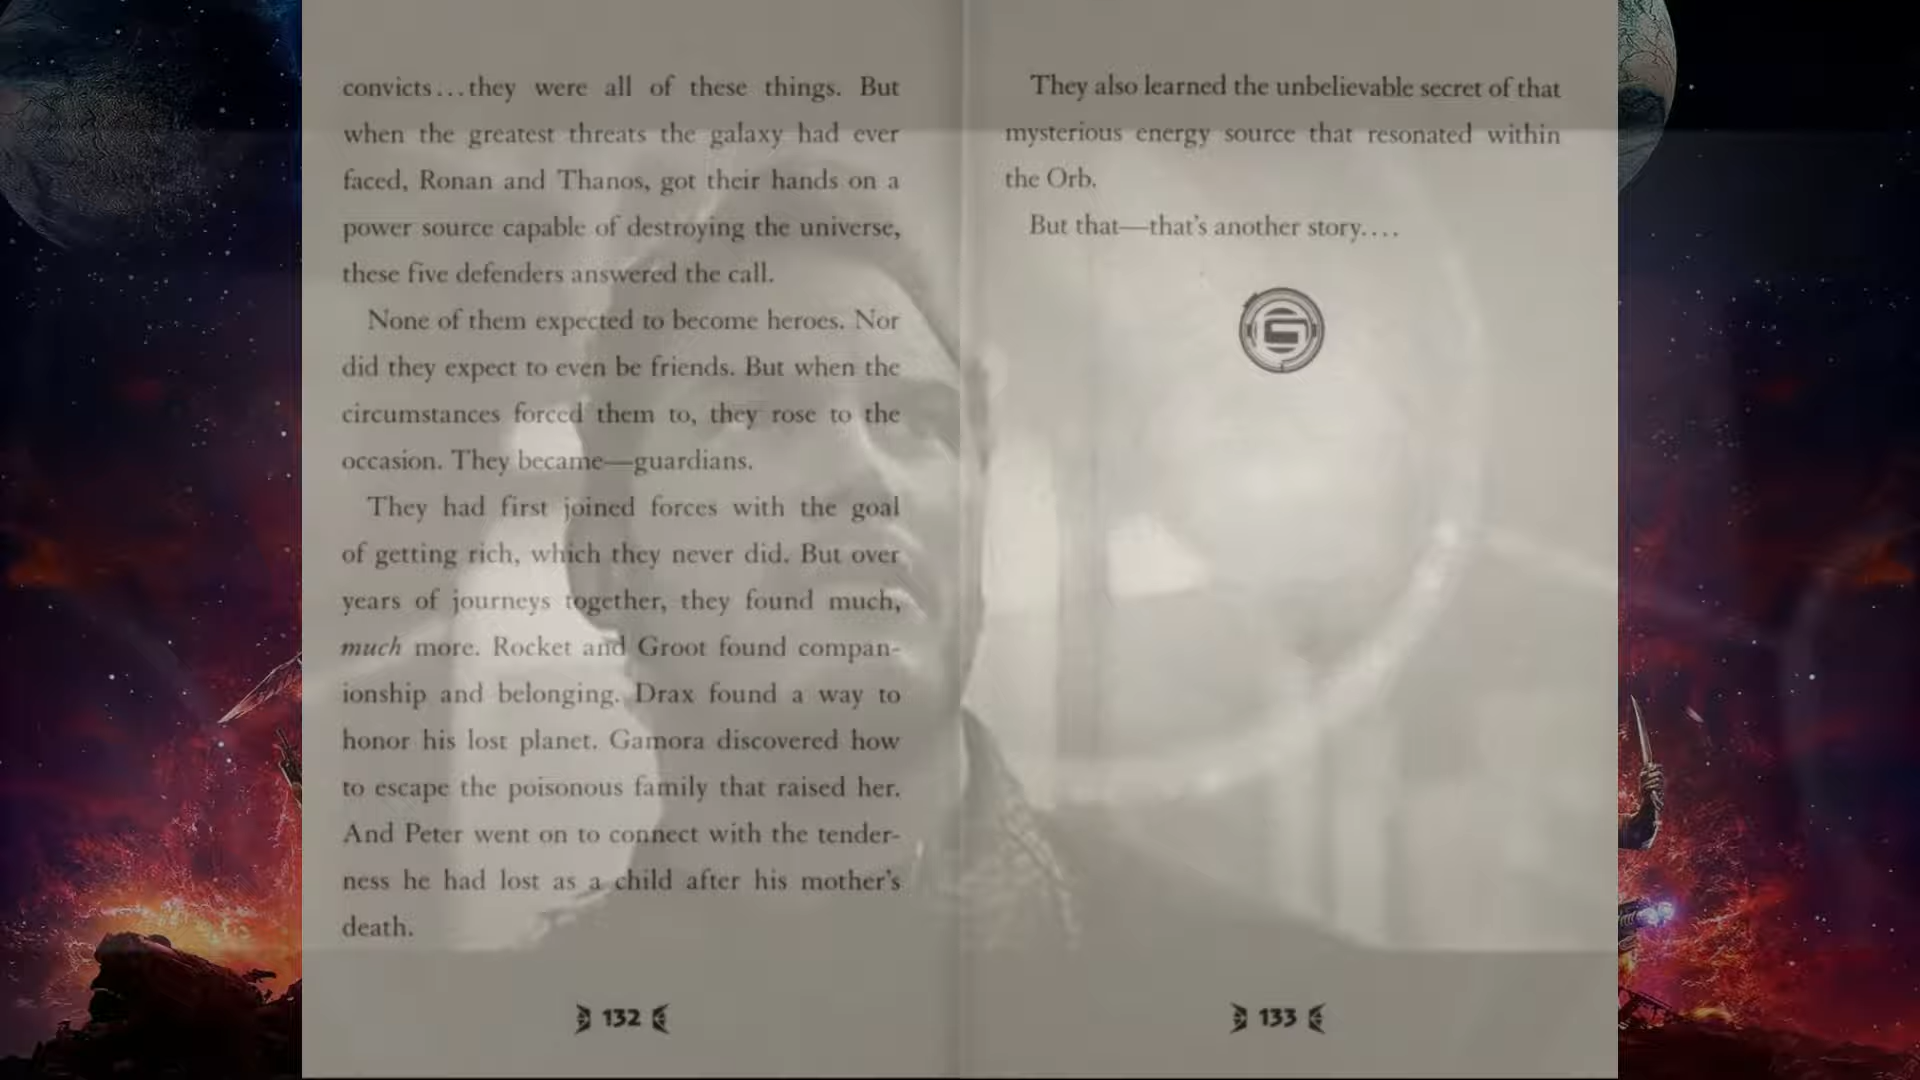 convicts...they were all of these things. But
when the greatest threats the galaxy had ever
faced, Ronan and Thanos, got their hands on a
power source capable of destroying the universe,
these five defenders answered the call.
None of them expected to become heroes. Nor
did they expect to even be friends. But when the
circumstances forced them to, they rose to the
occasion. They became—guardians.
They had first joined forces with the goal
of getting rich, which they never did. But over
years of journeys together, they found much,
much more. Rocket and Groot found compan-
ionship and belonging. Drax found a way to
honor his lost planet. Gamora discovered how
to escape the poisonous family that raised her.
And Peter went on to connect with the tender-
ness he had lost as a child after his mother's
death.
132
They also learned the unbelievable secret of that
mysterious energy source that resonated within
the Orb.
But that—that's another story....
133